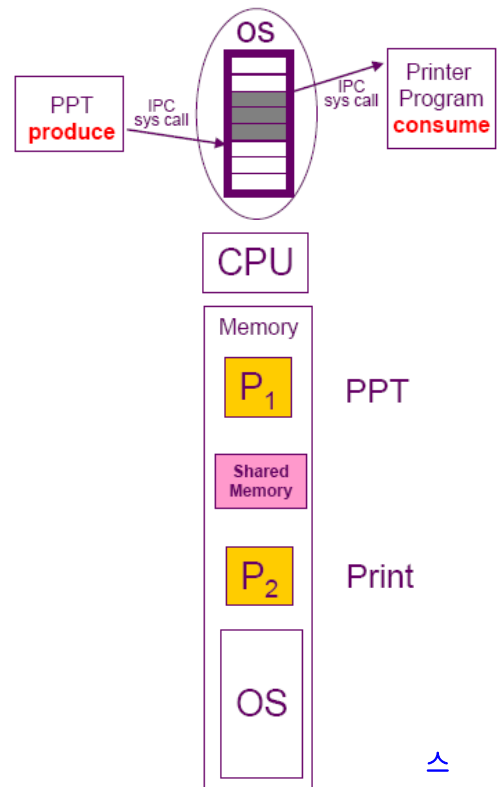 OS
PPT
produce
IPC
sys call
IPC
sys call
Printer
Program
consume
CPU
Memory
P₁
PPT
Shared
Memory
P₂
Print
OS
스